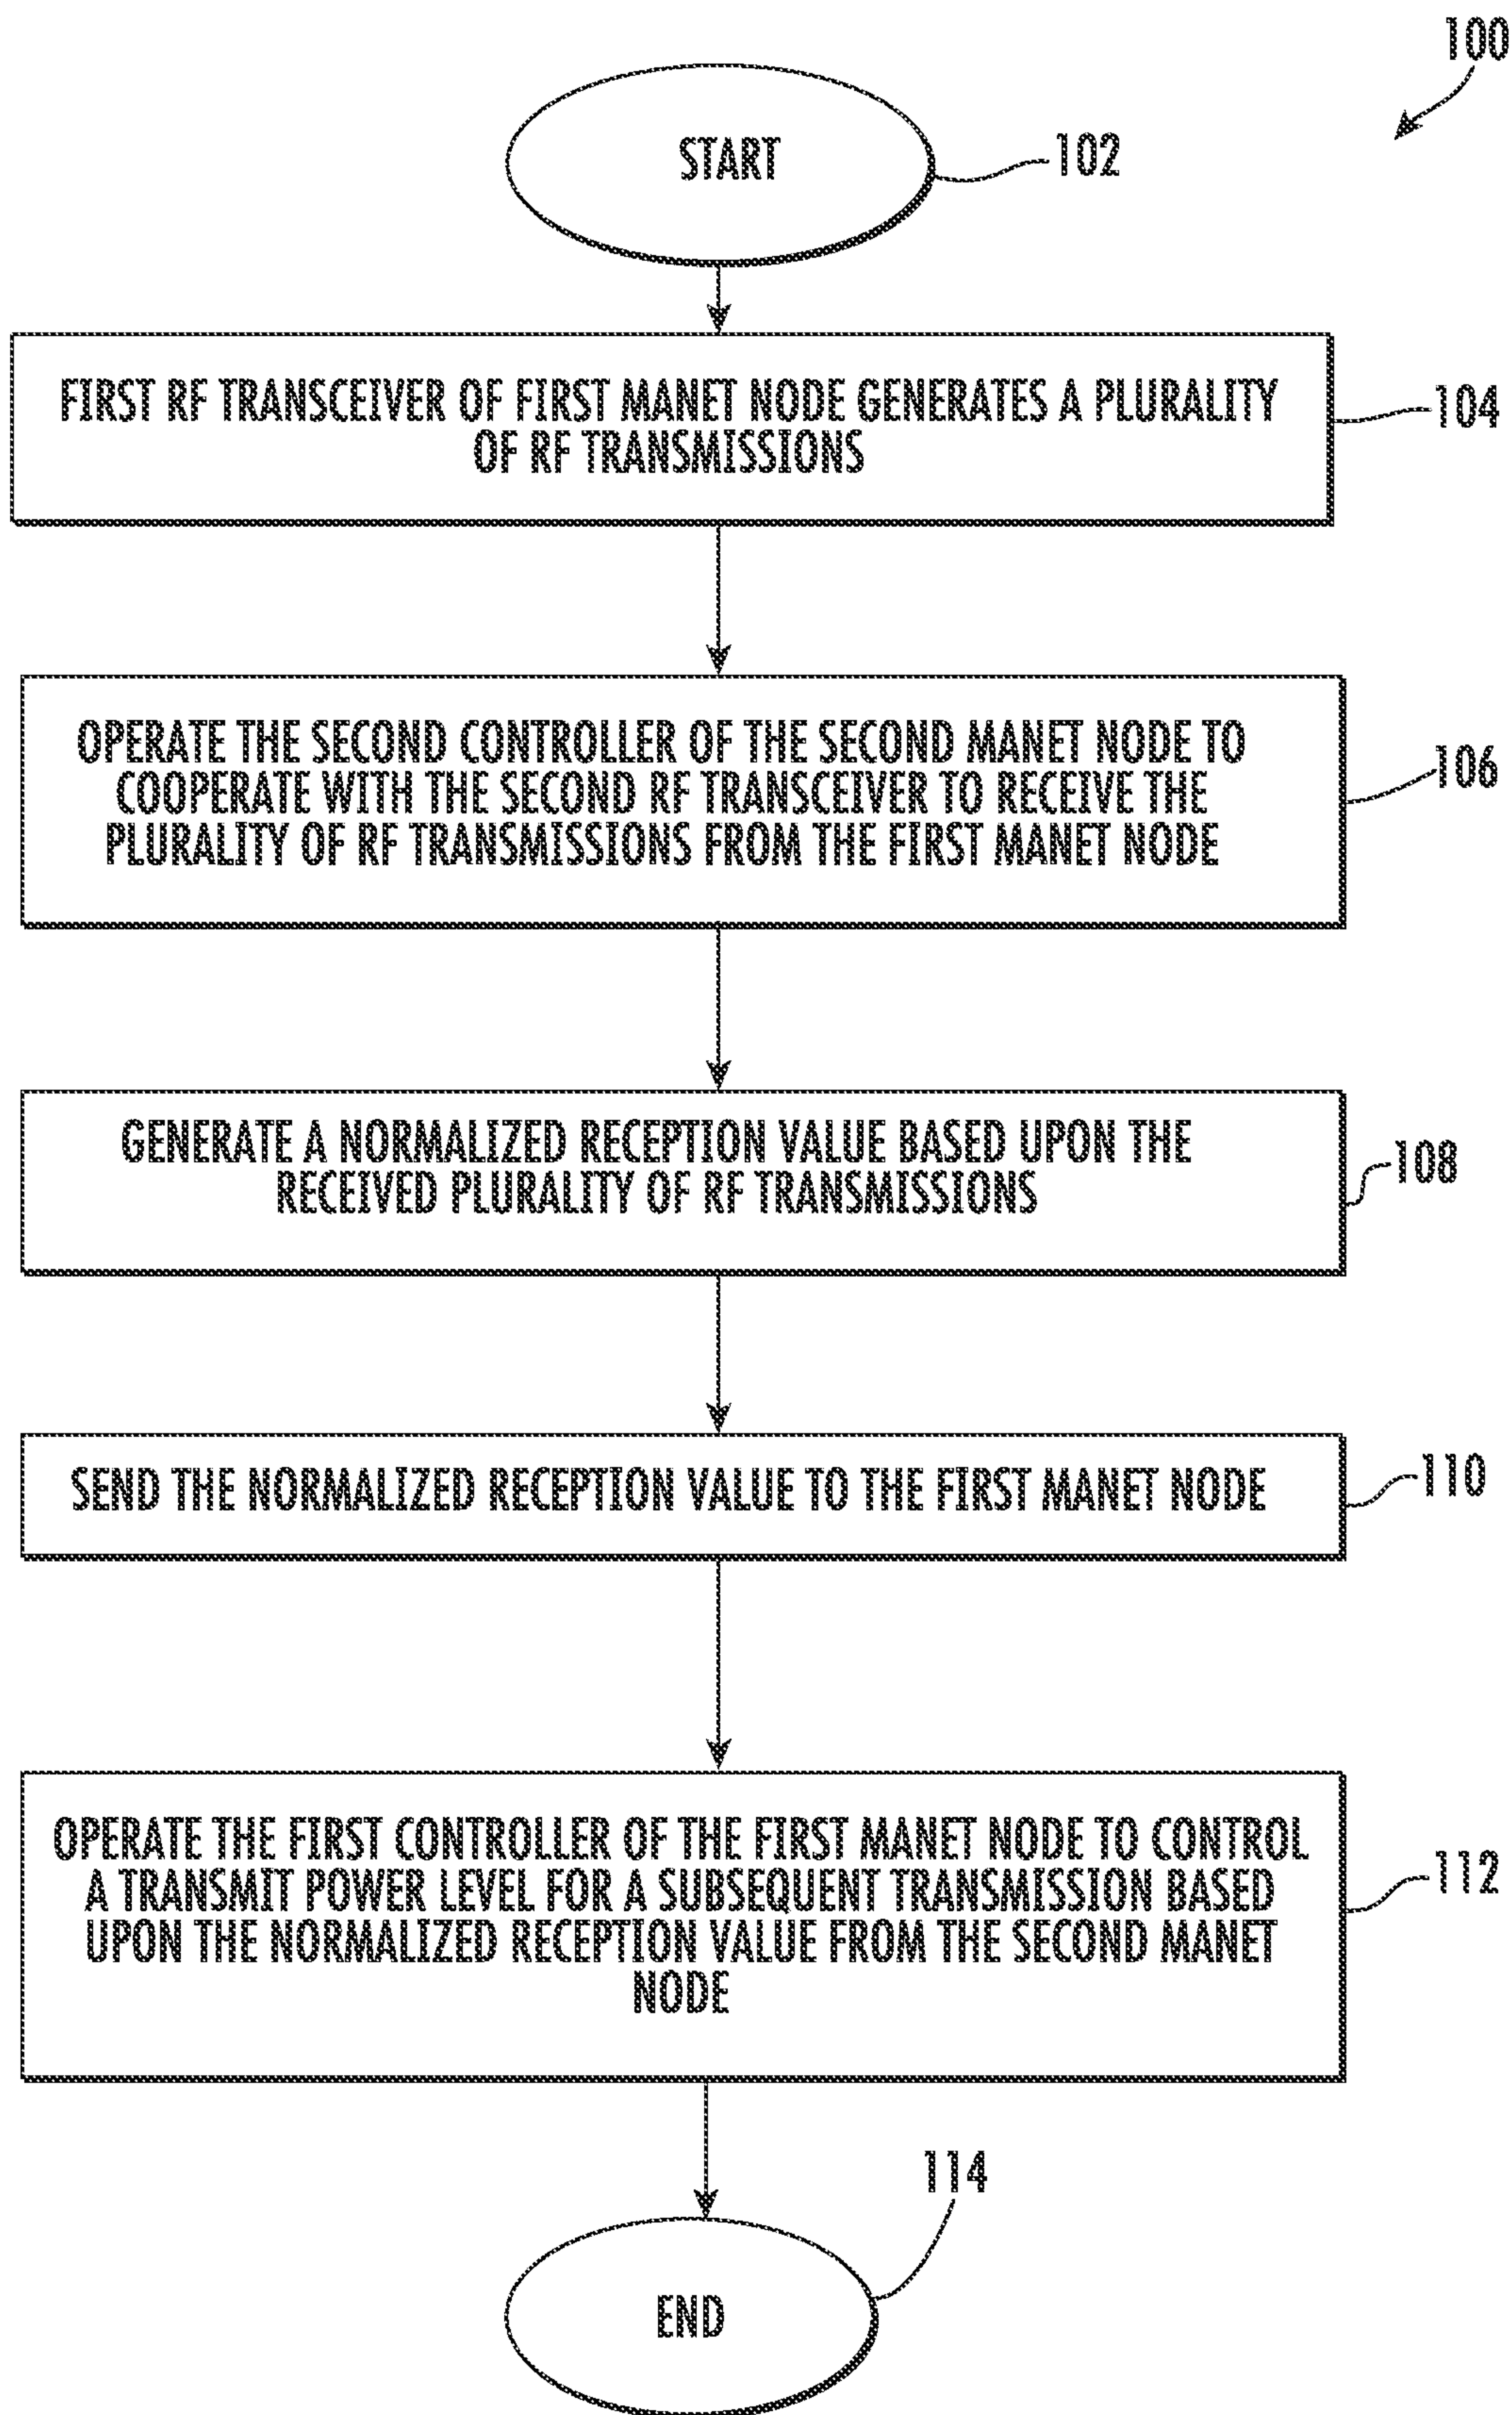 100
START
102
FIRST RF TRANSCEIVER OF FIRST MANET NODE GENERATES A PLURALITY
OF RF TRANSMISSIONS
104
OPERATE THE SECOND CONTROLLER OF THE SECOND MANET NODE TO
COOPERATE WITH THE SECOND RF TRANSCEIVER TO RECEIVE THE
PLURALITY OF RF TRANSMISSIONS FROM THE FIRST MANET NODE
106
GENERATE A NORMALIZED RECEPTION VALUE BASED UPON THE
RECEIVED PLURALITY OF RF TRANSMISSIONS
108
SEND THE NORMALIZED RECEPTION VALUE TO THE FIRST MANET NODE
110
OPERATE THE FIRST CONTROLLER OF THE FIRST MANET NODE TO CONTROL
A TRANSMIT POWER LEVEL FOR A SUBSEQUENT TRANSMISSION BASED
UPON THE NORMALIZED RECEPTION VALUE FROM THE SECOND MANET
NODE
112
114
END